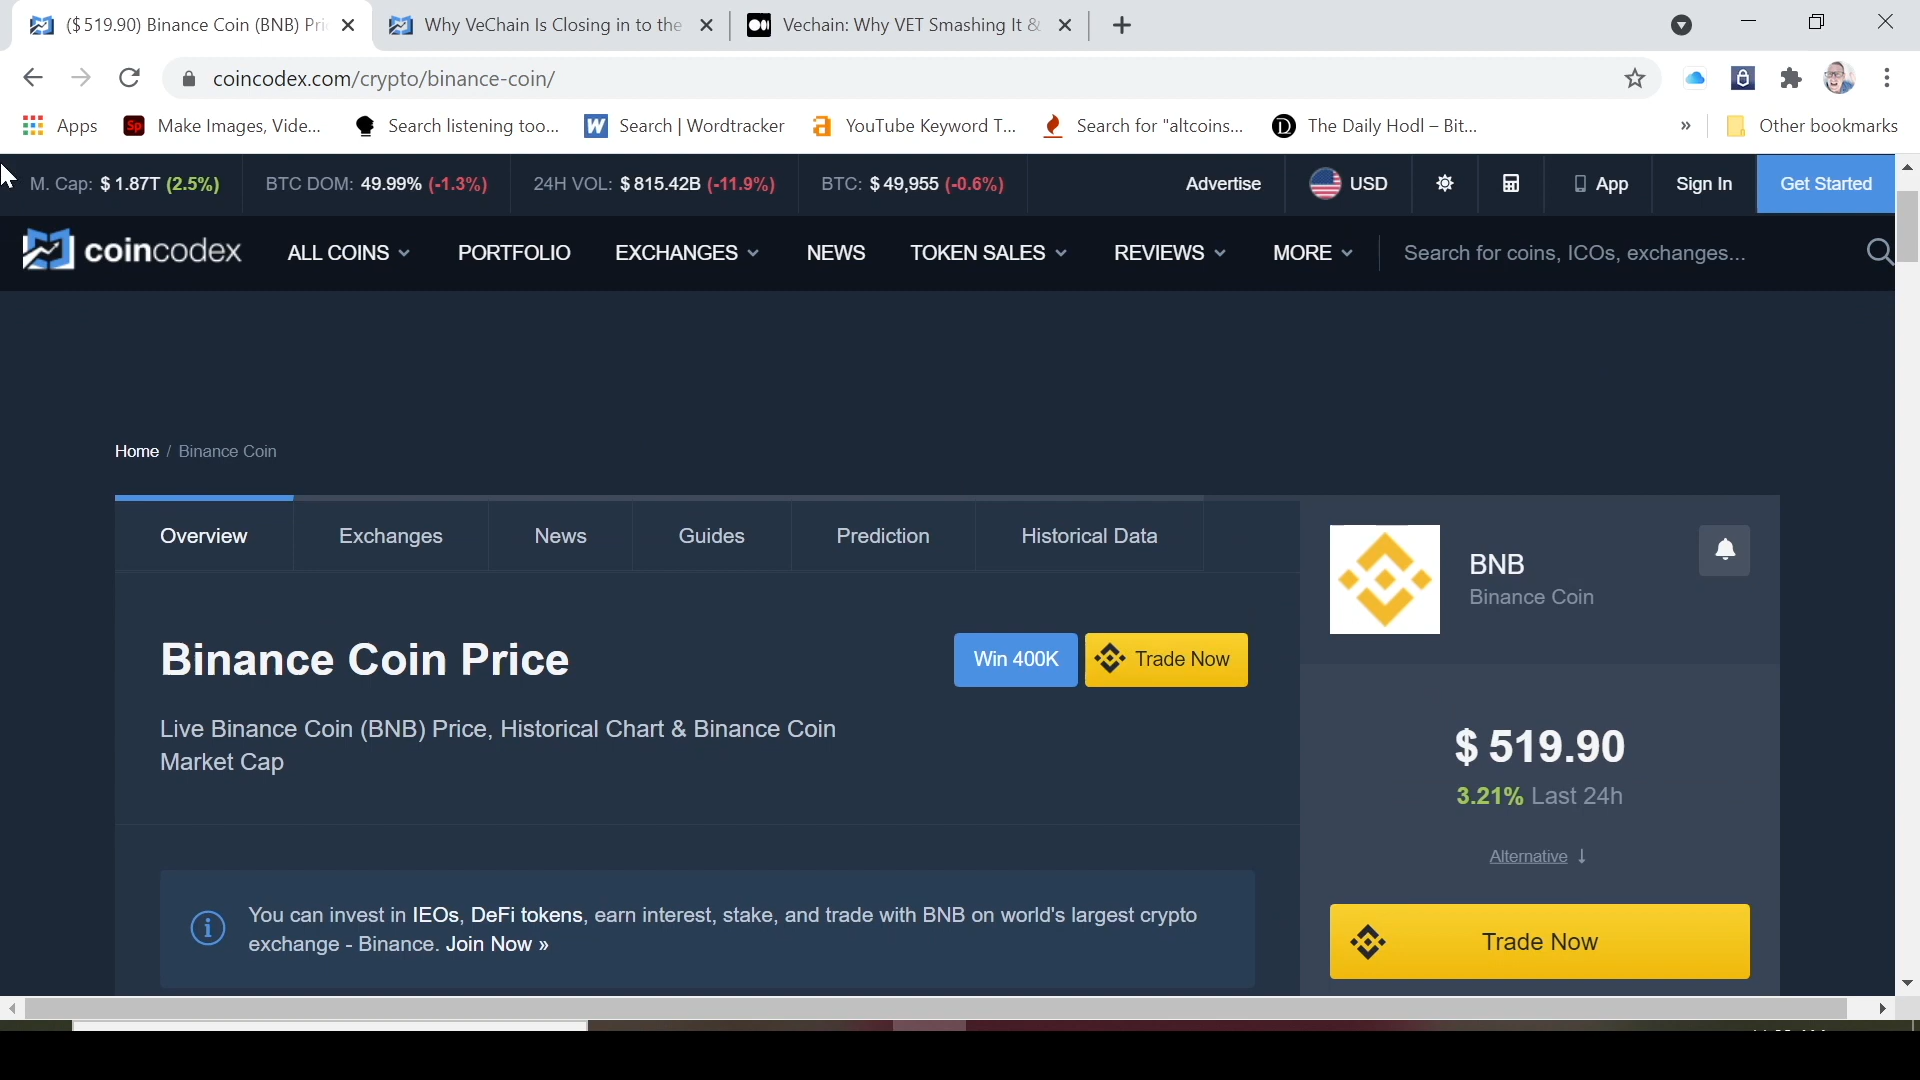 ($519.90) Binance Coin (BNB) Pri
Why VeChain Is Closing in to the
Vechain: Why VET Smashing It &
coincodex.com/crypto/binance-coin/
Apps
Sp
Make Images, Vide...
Search listening too...
W
Search | Wordtracker
a
YouTube Keyword T...
Search for "altcoins...
D
The Daily Hodl – Bit...
»
Other bookmarks
M. Cap: $ 1.87T (2.5%)
BTC DOM: 49.99% (-1.3%)
24H VOL: $ 815.42B (-11.9%)
BTC: $ 49,955 (-0.6%)
Advertise
USD
App
Sign In
Get Started
coincodex
ALL COINS
PORTFOLIO
EXCHANGES
NEWS
TOKEN SALES
REVIEWS
MORE
Search for coins, ICOs, exchanges...
Home / Binance Coin
Overview
Exchanges
News
Guides
Prediction
Historical Data
BNB
Binance Coin
Binance Coin Price
Win 400K
Trade Now
Live Binance Coin (BNB) Price, Historical Chart & Binance Coin
Market Cap
$ 519.90
3.21% Last 24h
Alternative ↓
You can invest in IEOs, DeFi tokens, earn interest, stake, and trade with BNB on world's largest crypto
exchange - Binance. Join Now »
Trade Now